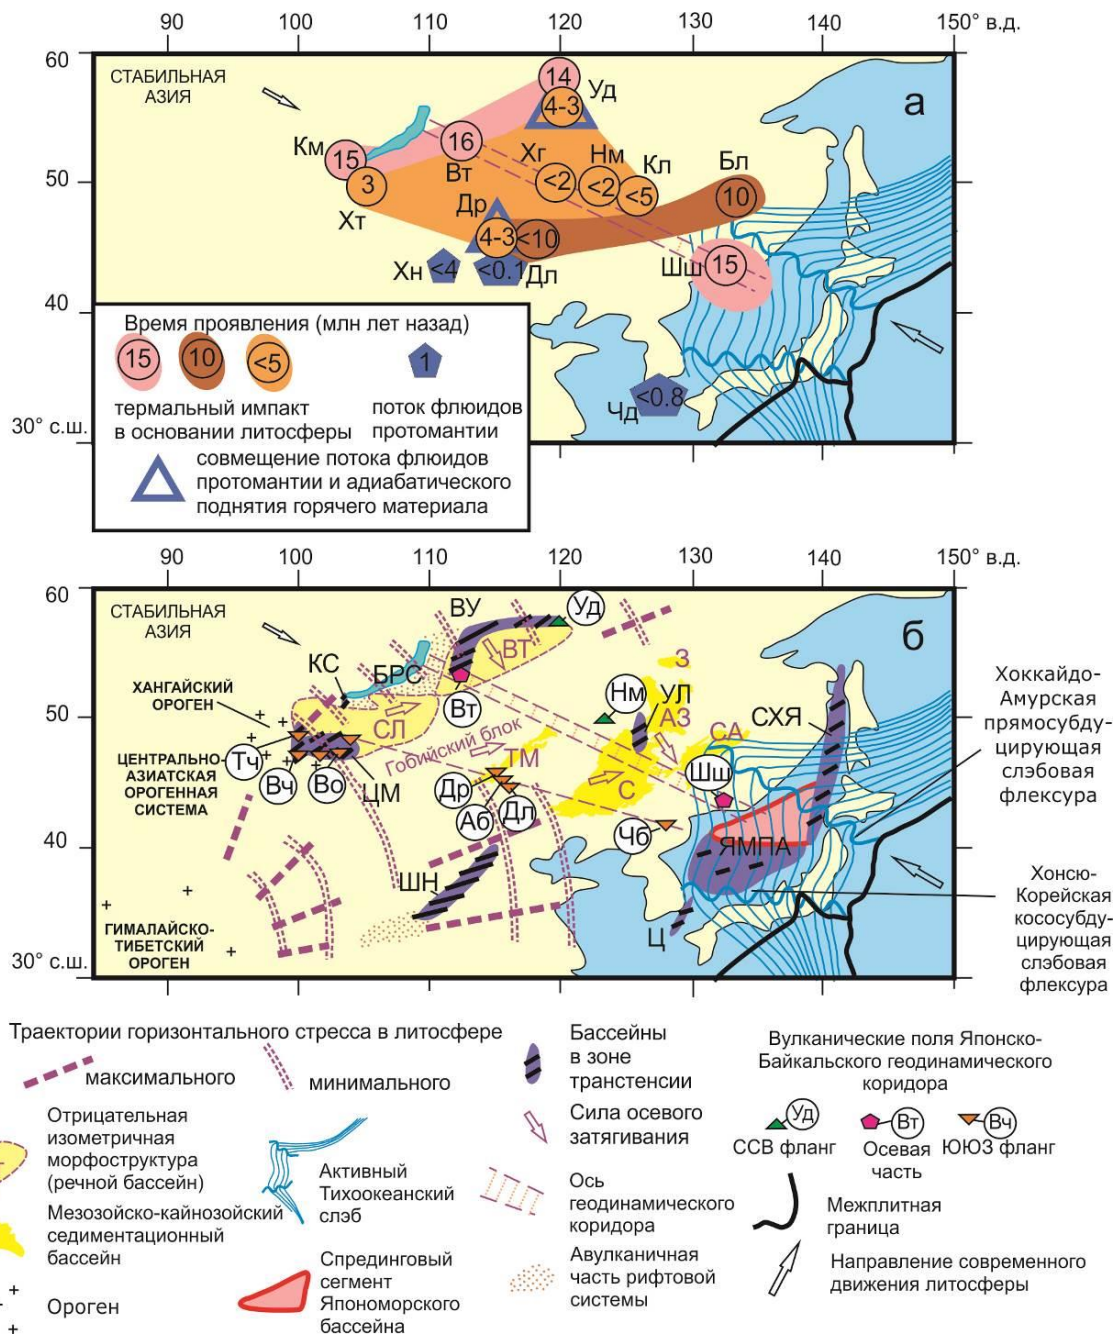 90 100 110 120 130 140 150° в.д.
60
СТАБИЛЬНАЯ
АЗИЯ
а
14
4-3
Уд
Км
15
16
Вт
3
Хт
Хг
<2
Нм
<2
Кл
<5
Бл
10
50
Др
4-3
<10
Хн
<4
<0.1
Дл
Шш
15
40
<0.8
Чд
30° с.ш.
Время проявления (млн лет назад)
15 10 <5 1
термальный импакт
в основании литосферы
поток флюидов
протомантии
совмещение потока флюидов
протомантии и адиабатического
поднятия горячего материала
90 100 110 120 130 140 150° в.д.
60
СТАБИЛЬНАЯ
АЗИЯ
б
ВУ
Уд
ВТ
КС
БРС
З
ХАНГАЙСКИЙ
ОРОГЕН
50
СЛ
Вт
Нм
УЛ
АЗ
СХЯ
СА
Гобийский блок
Тч
ЦЕНТРАЛЬНО-
АЗИАТСКАЯ
ОРОГЕННАЯ
СИСТЕМА
Вч
Во
ЦМ
ТМ
Др
Аб
Дл
С
Шш
Чб
40
ЯМПА
ШН
Ц
ГИМАЛАЙСКО-
ТИБЕТСКИЙ
ОРОГЕН
30° с.ш.
Хоккайдо-
Амурская
прямосубду-
цирующая
слэбовая
флексура
Хонсю-
Корейская
кососубду-
цирующая
слэбовая
флексура
Траектории горизонтального стресса в литосфере
максимального
минимального
Отрицательная
изометричная
морфоструктура
(речной бассейн)
Мезозойско-кайнозойский
седиментационный
бассейн
Ороген
Активный
Тихоокеанский
слэб
Спрединговый
сегмент
Япономорского
бассейна
Бассейны
в зоне
транстенсии
Сила осевого
затягивания
Ось
геодинамического
коридора
Авулканичная
часть рифтовой
системы
Вулканические поля Японско-
Байкальского геодинамического
коридора
Уд Вт Вч
ССВ фланг Осевая ЮЮЗ фланг
часть
Межплитная
граница
Направление современного
движения литосферы